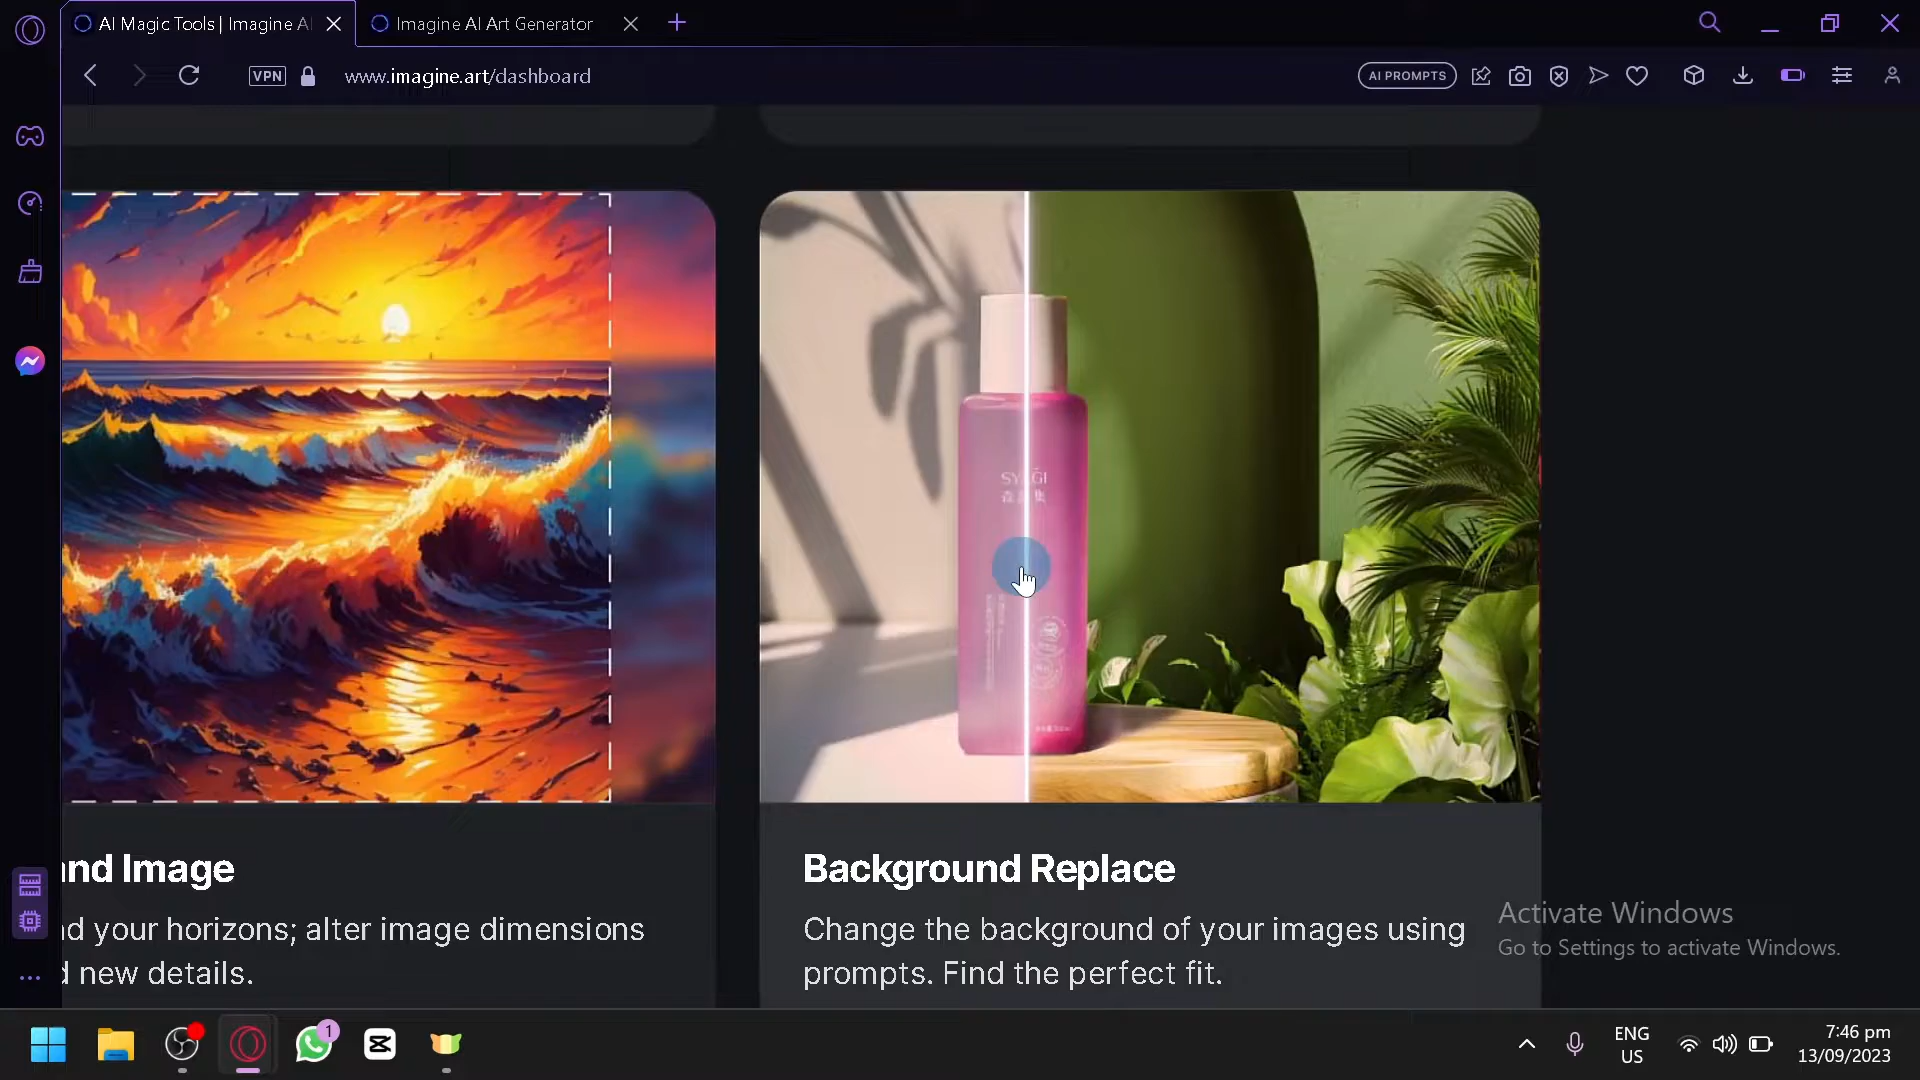 AI Magic Tools | Imagine AI
Imagine AI Art Generator
VPN
www.imagine.art/dashboard
AI PROMPTS
and Image
d your horizons; alter image dimensions
d new details.
Background Replace
Change the background of your images using
prompts. Find the perfect fit.
Activate Windows
Go to Settings to activate Windows.
1
ENG
US
7:46 pm
13/09/2023